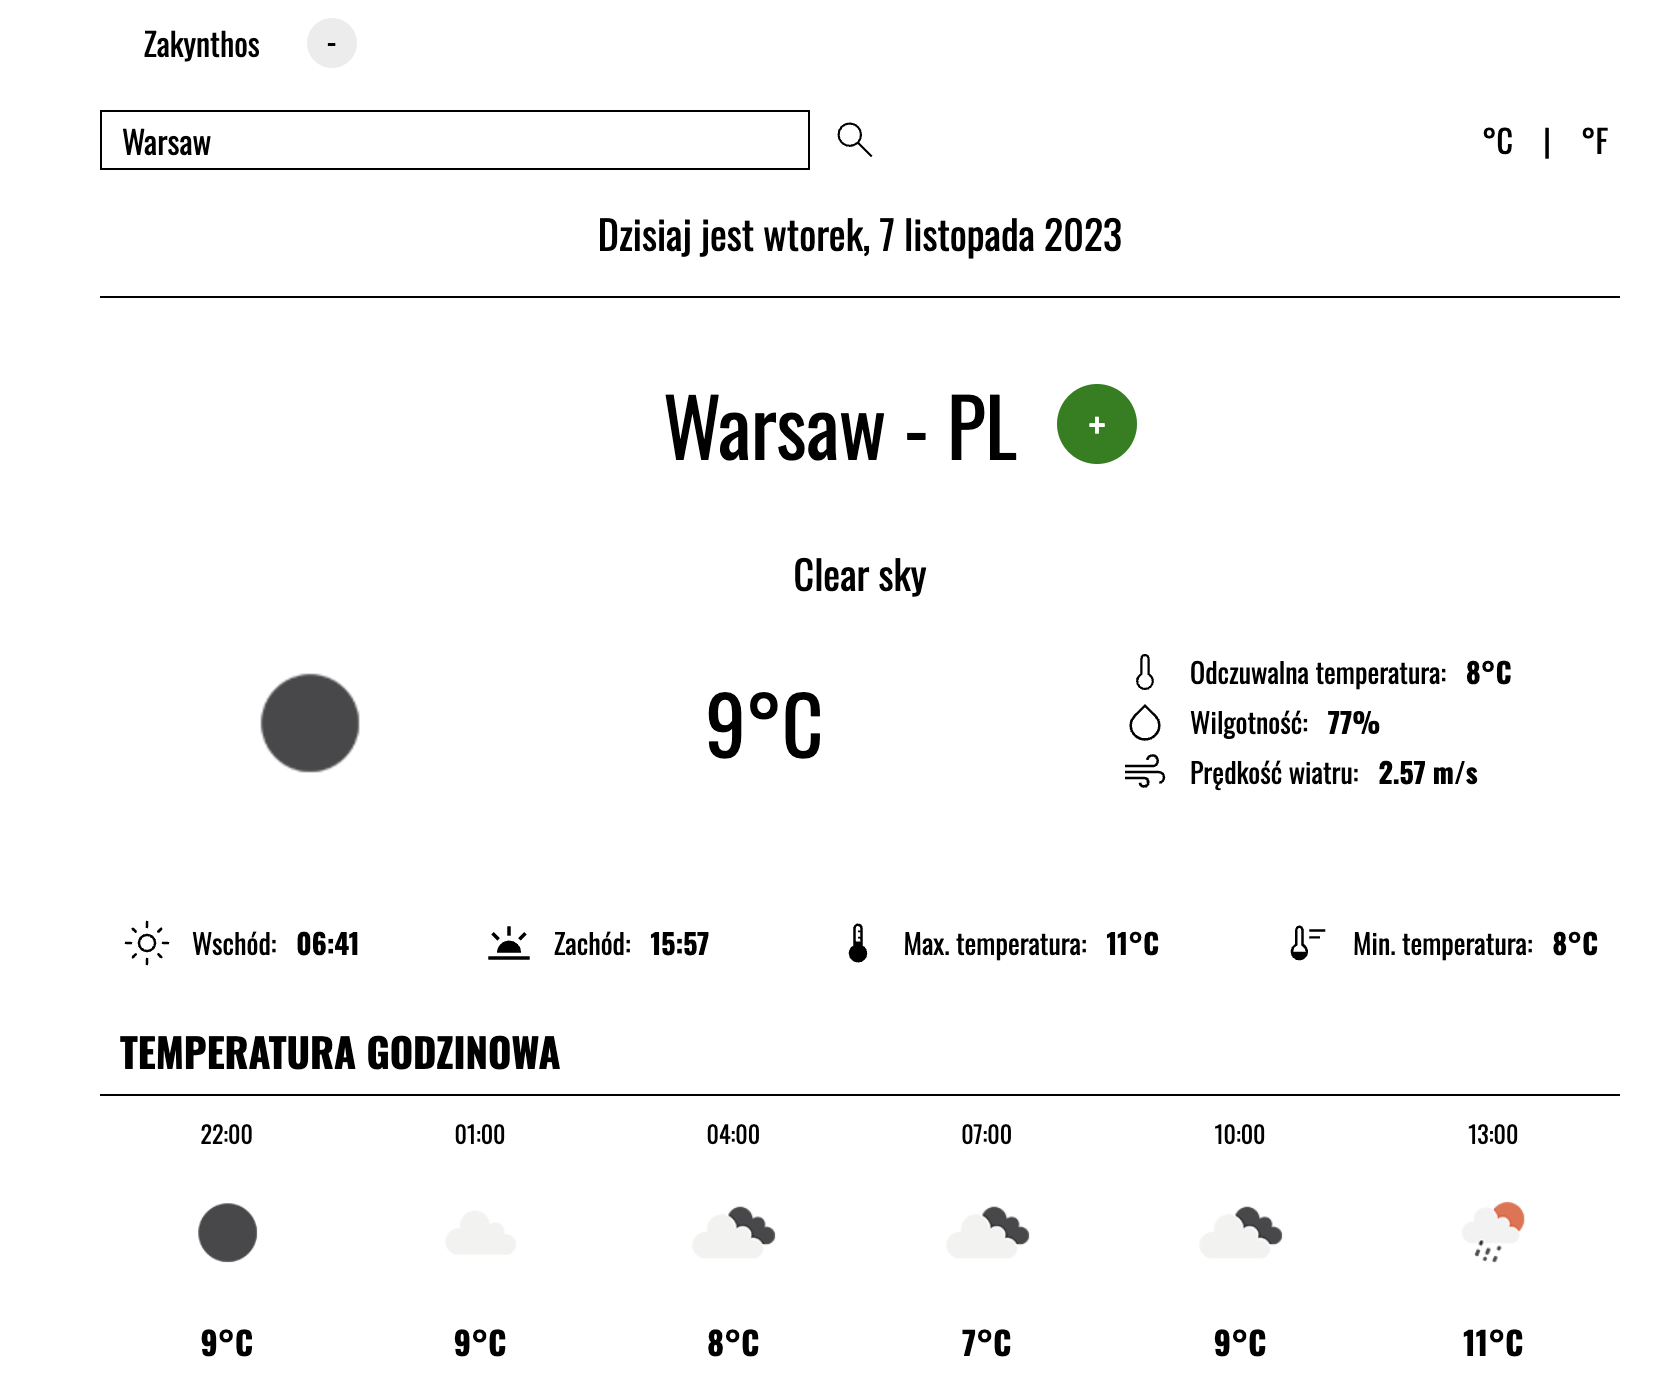 Zakynthos -
Warsaw
°C | °F
Dzisiaj jest wtorek, 7 listopada 2023
Warsaw - PL +
Clear sky
9°C
Odczuwalna temperatura: 8°C
Wilgotność: 77%
Prędkość wiatru: 2.57 m/s
Wschód: 06:41 Zachód: 15:57 Max. temperatura: 11°C Min. temperatura: 8°C
TEMPERATURA GODZINOWA
22:00 01:00 04:00 07:00 10:00 13:00
9°C 9°C 8°C 7°C 9°C 11°C